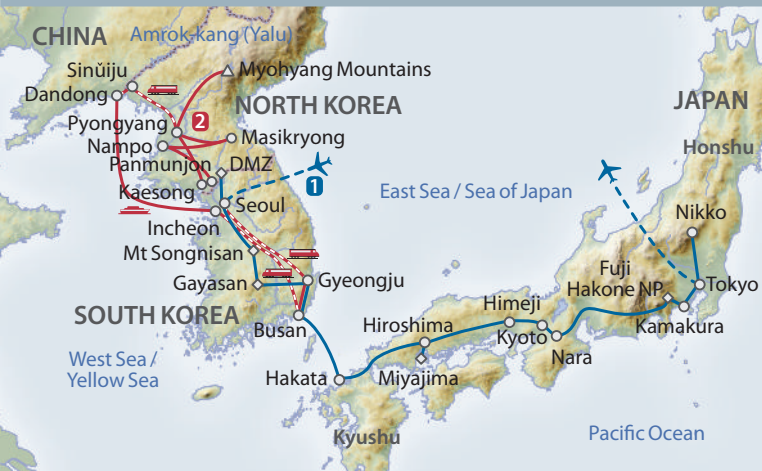 CHINA
Amrok-kang (Yalu)
Sinŭiju
Dandong
Myohyang Mountains
NORTH KOREA
JAPAN
Pyongyang
2
Masikryong
Nampo
Honshu
Panmunjon
DMZ
1
Kaesong
East Sea / Sea of Japan
Seoul
Incheon
Nikko
Mt Songnisan
Gayasan
Gyeongju
Fuji
Hakone NP
Tokyo
SOUTH KOREA
Himeji
Busan
Hiroshima
Kyoto
Kamakura
Nara
West Sea /
Yellow Sea
Hakata
Miyajima
Kyushu
Pacific Ocean